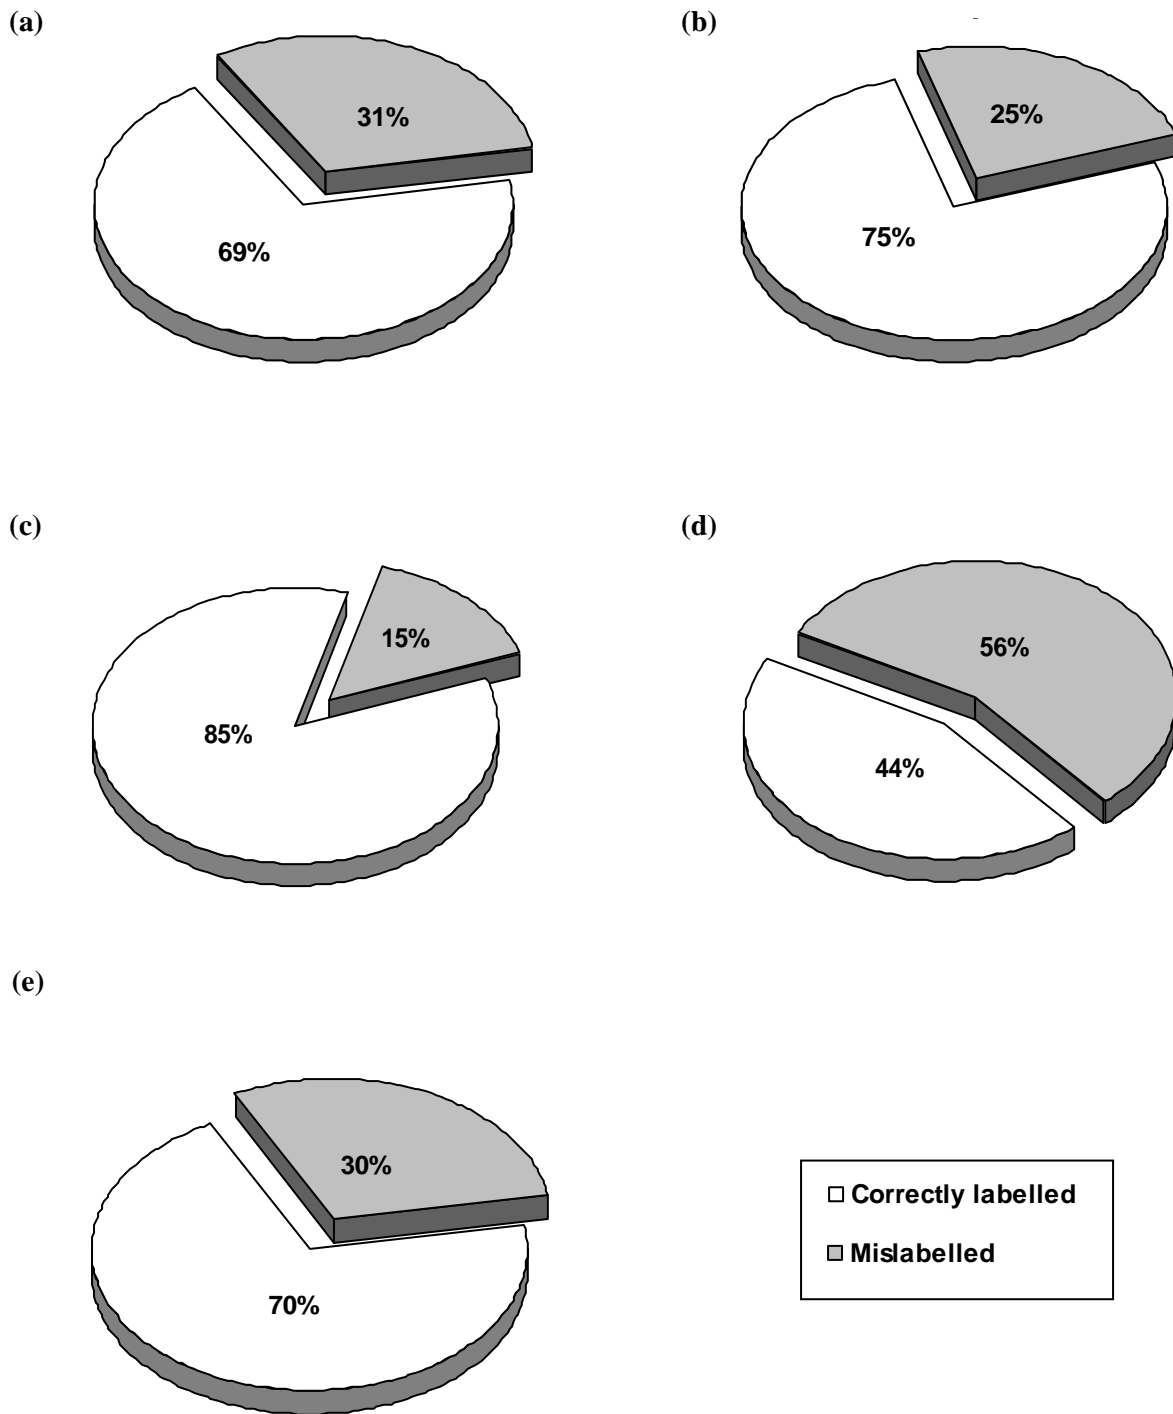 (a)
(b)
31%
25%
69%
75%
(c)
(d)
15%
56%
85%
44%
(e)
30%
70%
Correctly labelled
Mislabelled